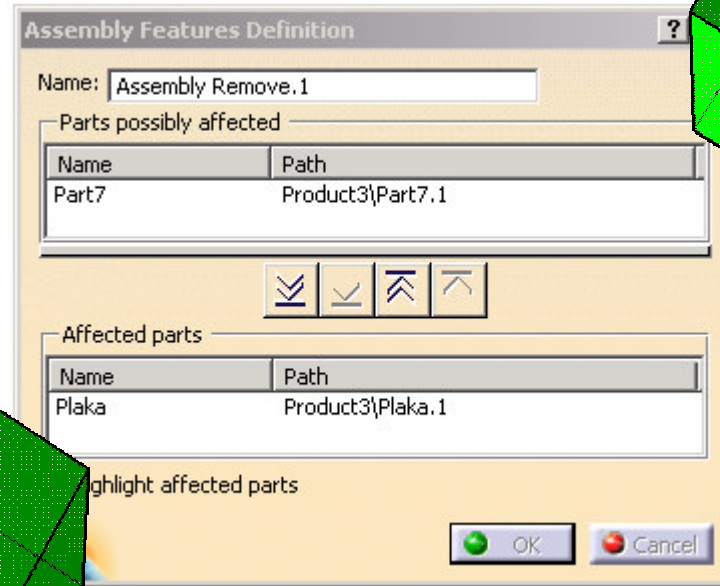 Assembly Features Definition ?
Name: Assembly Remove.1
Parts possibly affected
Name Path
Part7 Product3\Part7.1
Affected parts
Name Path
Plaka Product3\Plaka.1
ghlight affected parts
OK Cancel